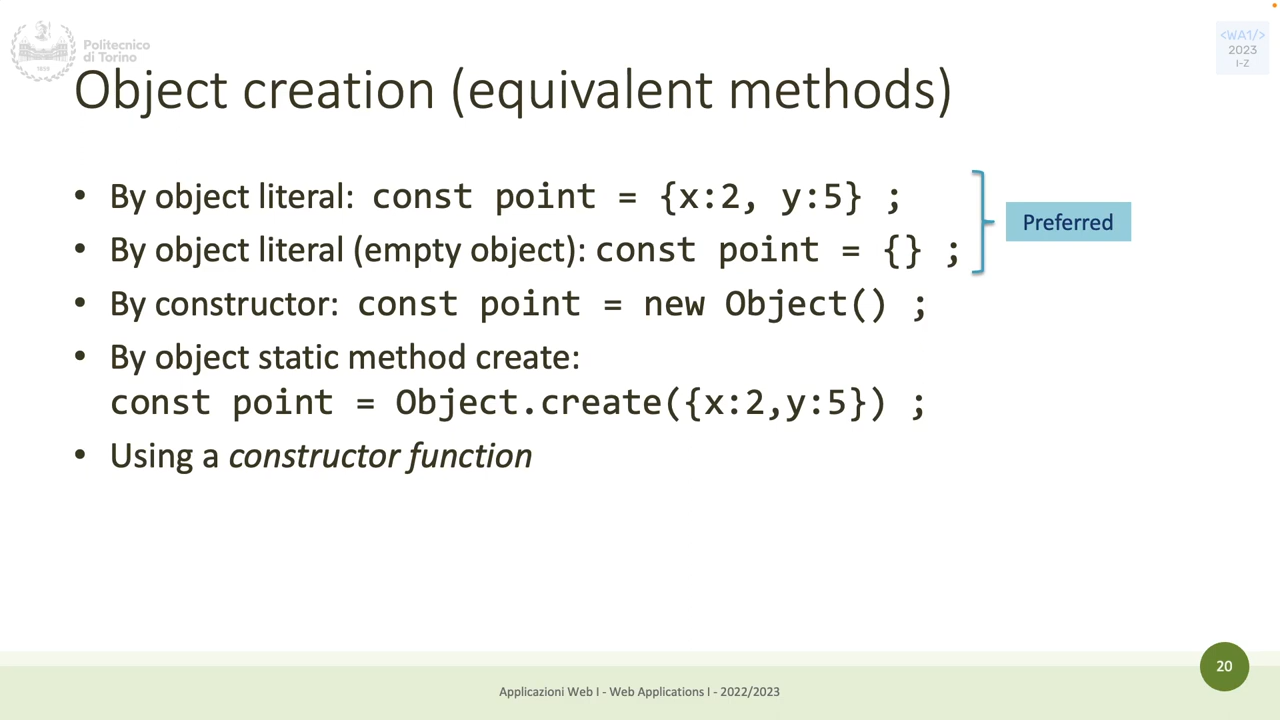 Politecnico
di Torino
1859
<WA1/>
2023
I-Z
Object creation (equivalent methods)
• By object literal: const point = {x:2, y:5} ;
• By object literal (empty object): const point = {} ;
Preferred
• By constructor: const point = new Object() ;
• By object static method create:
const point = Object.create({x:2,y:5}) ;
• Using a constructor function
20
Applicazioni Web I - Web Applications I - 2022/2023